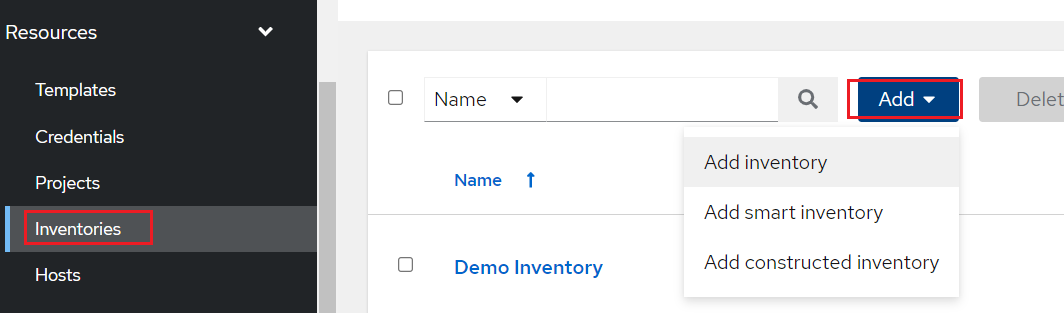 Resources
Templates
Credentials
Projects
Inventories
Hosts
Name
Add
Delet
Name
Add inventory
Add smart inventory
Add constructed inventory
Demo Inventory